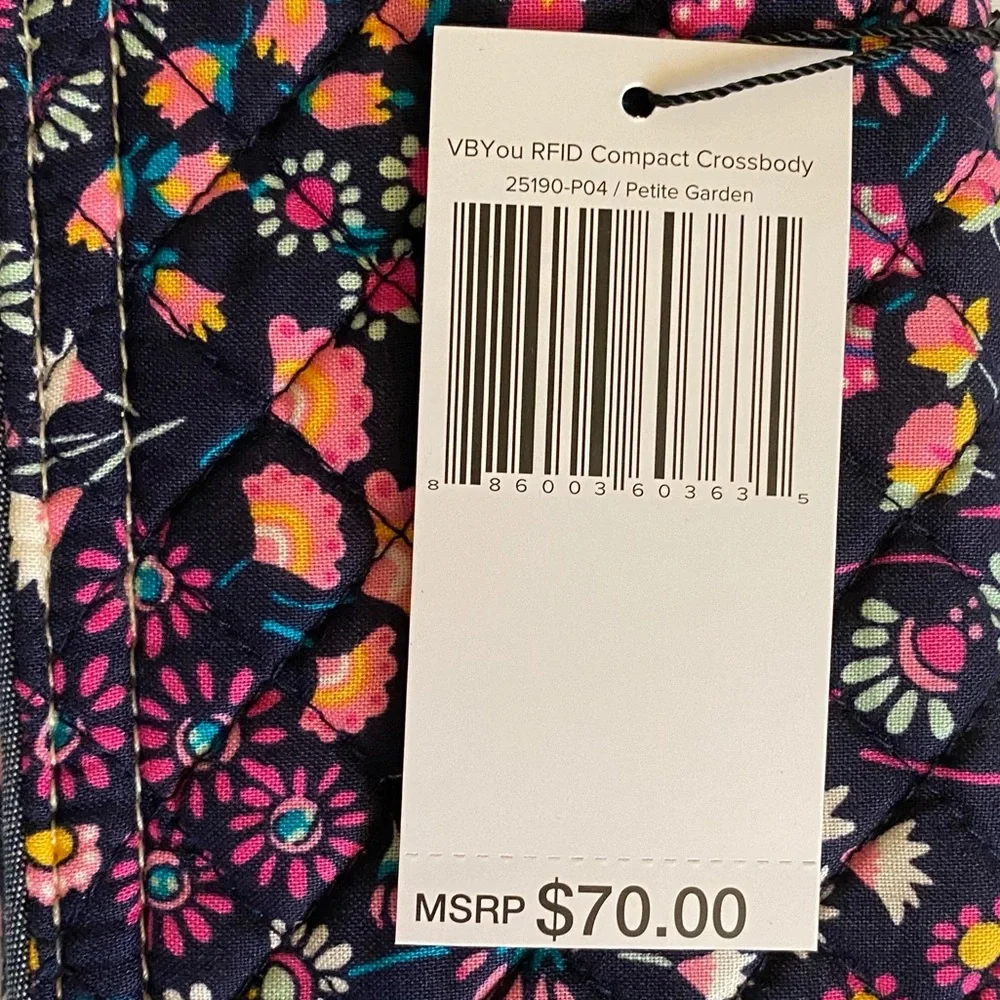 VBYou RFID Compact Crossbody
25190-P04 / Petite Garden
8 86003 60363 5
MSRP $70.00